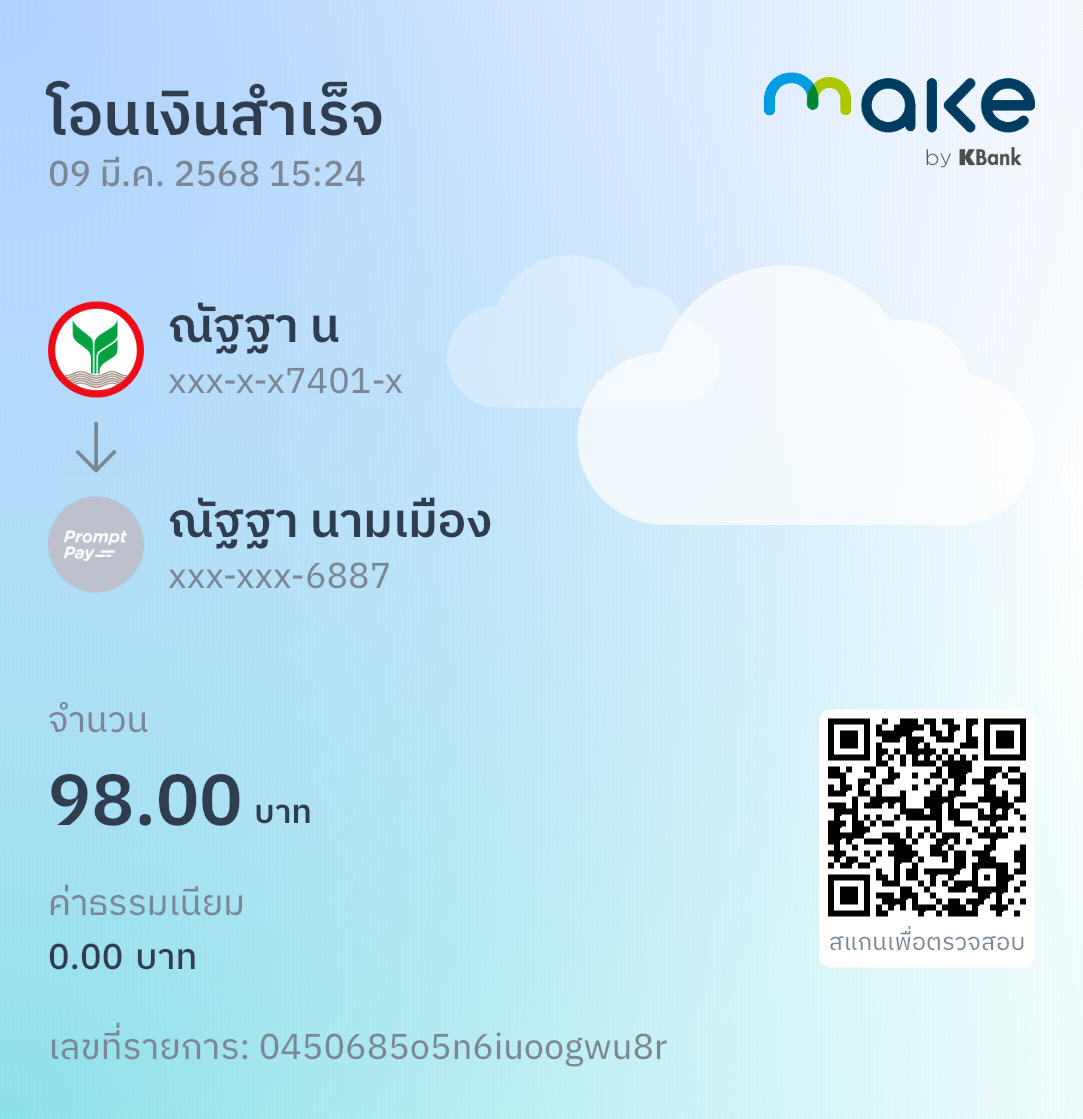 โอนเงินสำเร็จ
09 มี.ค. 2568 15:24
make
by KBank
ณัฐฐา น
xxx-x-x7401-x
Prompt
Pay
ณัฐฐา นามเมือง
xxx-xxx-6887
จำนวน
98.00 บาท
ค่าธรรมเนียม
0.00 บาท
สแกนเพื่อตรวจสอบ
เลขที่รายการ: 0450685o5n6iuoogwu8r